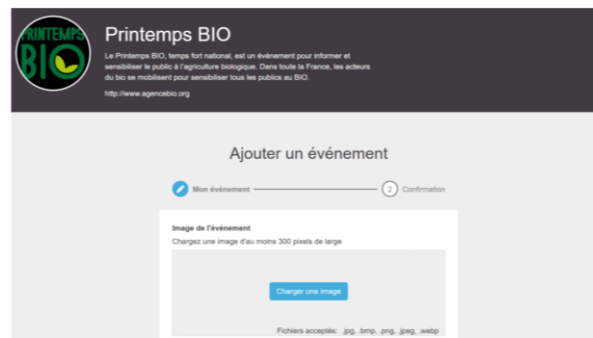 PRINTEMPS
BIO
Printemps BIO
Le Printemps BIO, temps fort national, est un événement pour informer et
sensibiliser le public à l'agriculture biologique. Dans toute la France, les acteurs
du bio se mobilisent pour sensibiliser tous les publics au BIO.
http://www.agencebio.org
Ajouter un événement
Mon événement
2 Confirmation
Image de l'événement
Chargez une image d'au moins 300 pixels de large
Charger une image
Fichiers acceptés: .jpg, .bmp, .png, .jpeg, .webp